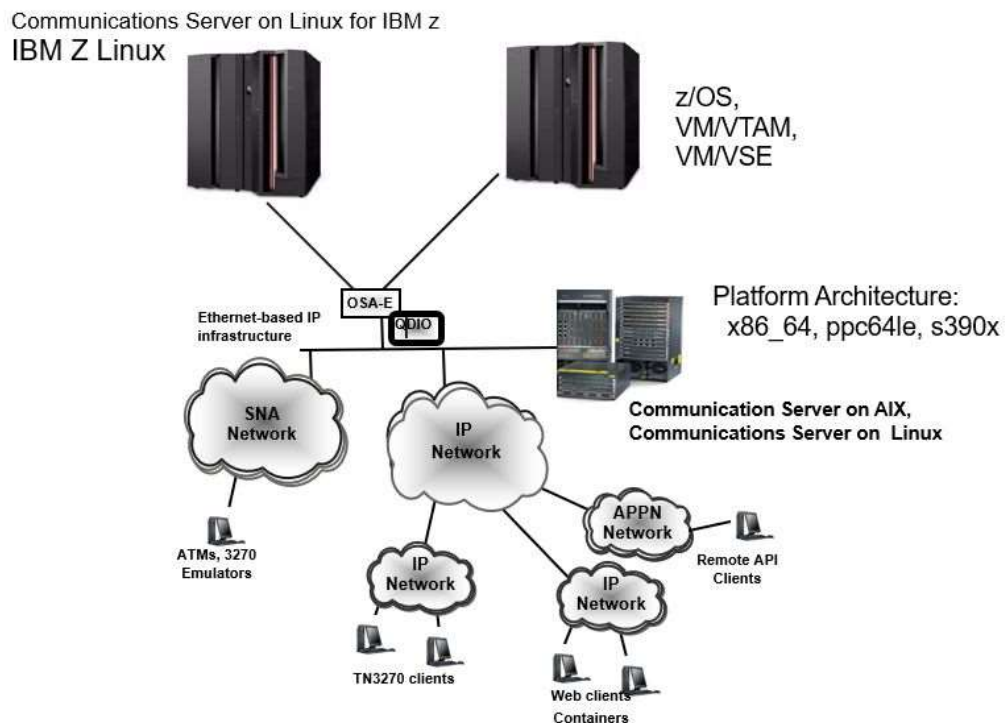 Communications Server on Linux for IBM z
IBM Z Linux
z/OS,
VM/VTAM,
VM/VSE
OSA-E
QDIO
Ethernet-based IP
infrastructure
Platform Architecture:
x86_64, ppc64le, s390x
Communication Server on AIX,
Communications Server on Linux
SNA
Network
IP
Network
APPN
Network
ATMs, 3270
Emulators
Remote API
Clients
IP
Network
IP
Network
TN3270 clients
Web clients
Containers